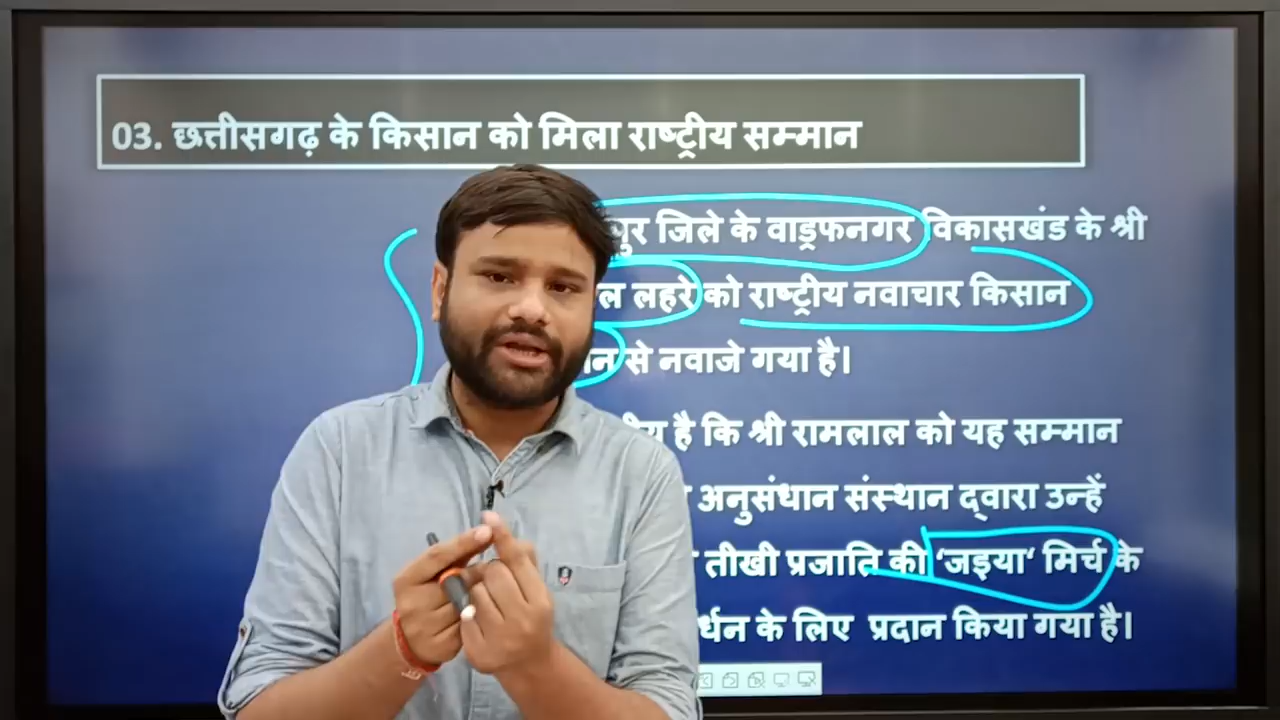 03. छत्तीसगढ़ के किसान को मिला राष्ट्रीय सम्मान
जिले के वाड्रफनगर विकासखंड के श्री
लहरे को राष्ट्रीय नवाचार किसान
से नवाजे गया है।
है कि श्री रामलाल को यह सम्मान
अनुसंधान संस्थान द्वारा उन्हें
तीखी प्रजाति की ‘जइया‘ मिर्च के
के लिए प्रदान किया गया है।